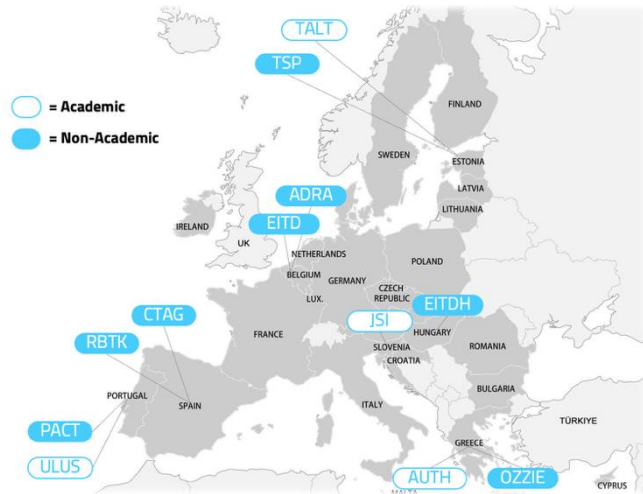 TALT
TSP
= Academic
= Non-Academic
FINLAND
SWEDEN
ESTONIA
LATVIA
LITHUANIA
ADRA
IRELAND
EITD
UK
NETHERLANDS
POLAND
BELGIUM
GERMANY
LUX.
CZECH
REPUBLIC
EITDH
CTAG
JSI
FRANCE
HUNGARY
RBTK
SLOVENIA
ROMANIA
CROATIA
BULGARIA
PORTUGAL
SPAIN
ITALY
TÜRKIYE
PACT
GREECE
ULUS
AUTH
OZZIE
CYPRUS
MALTA